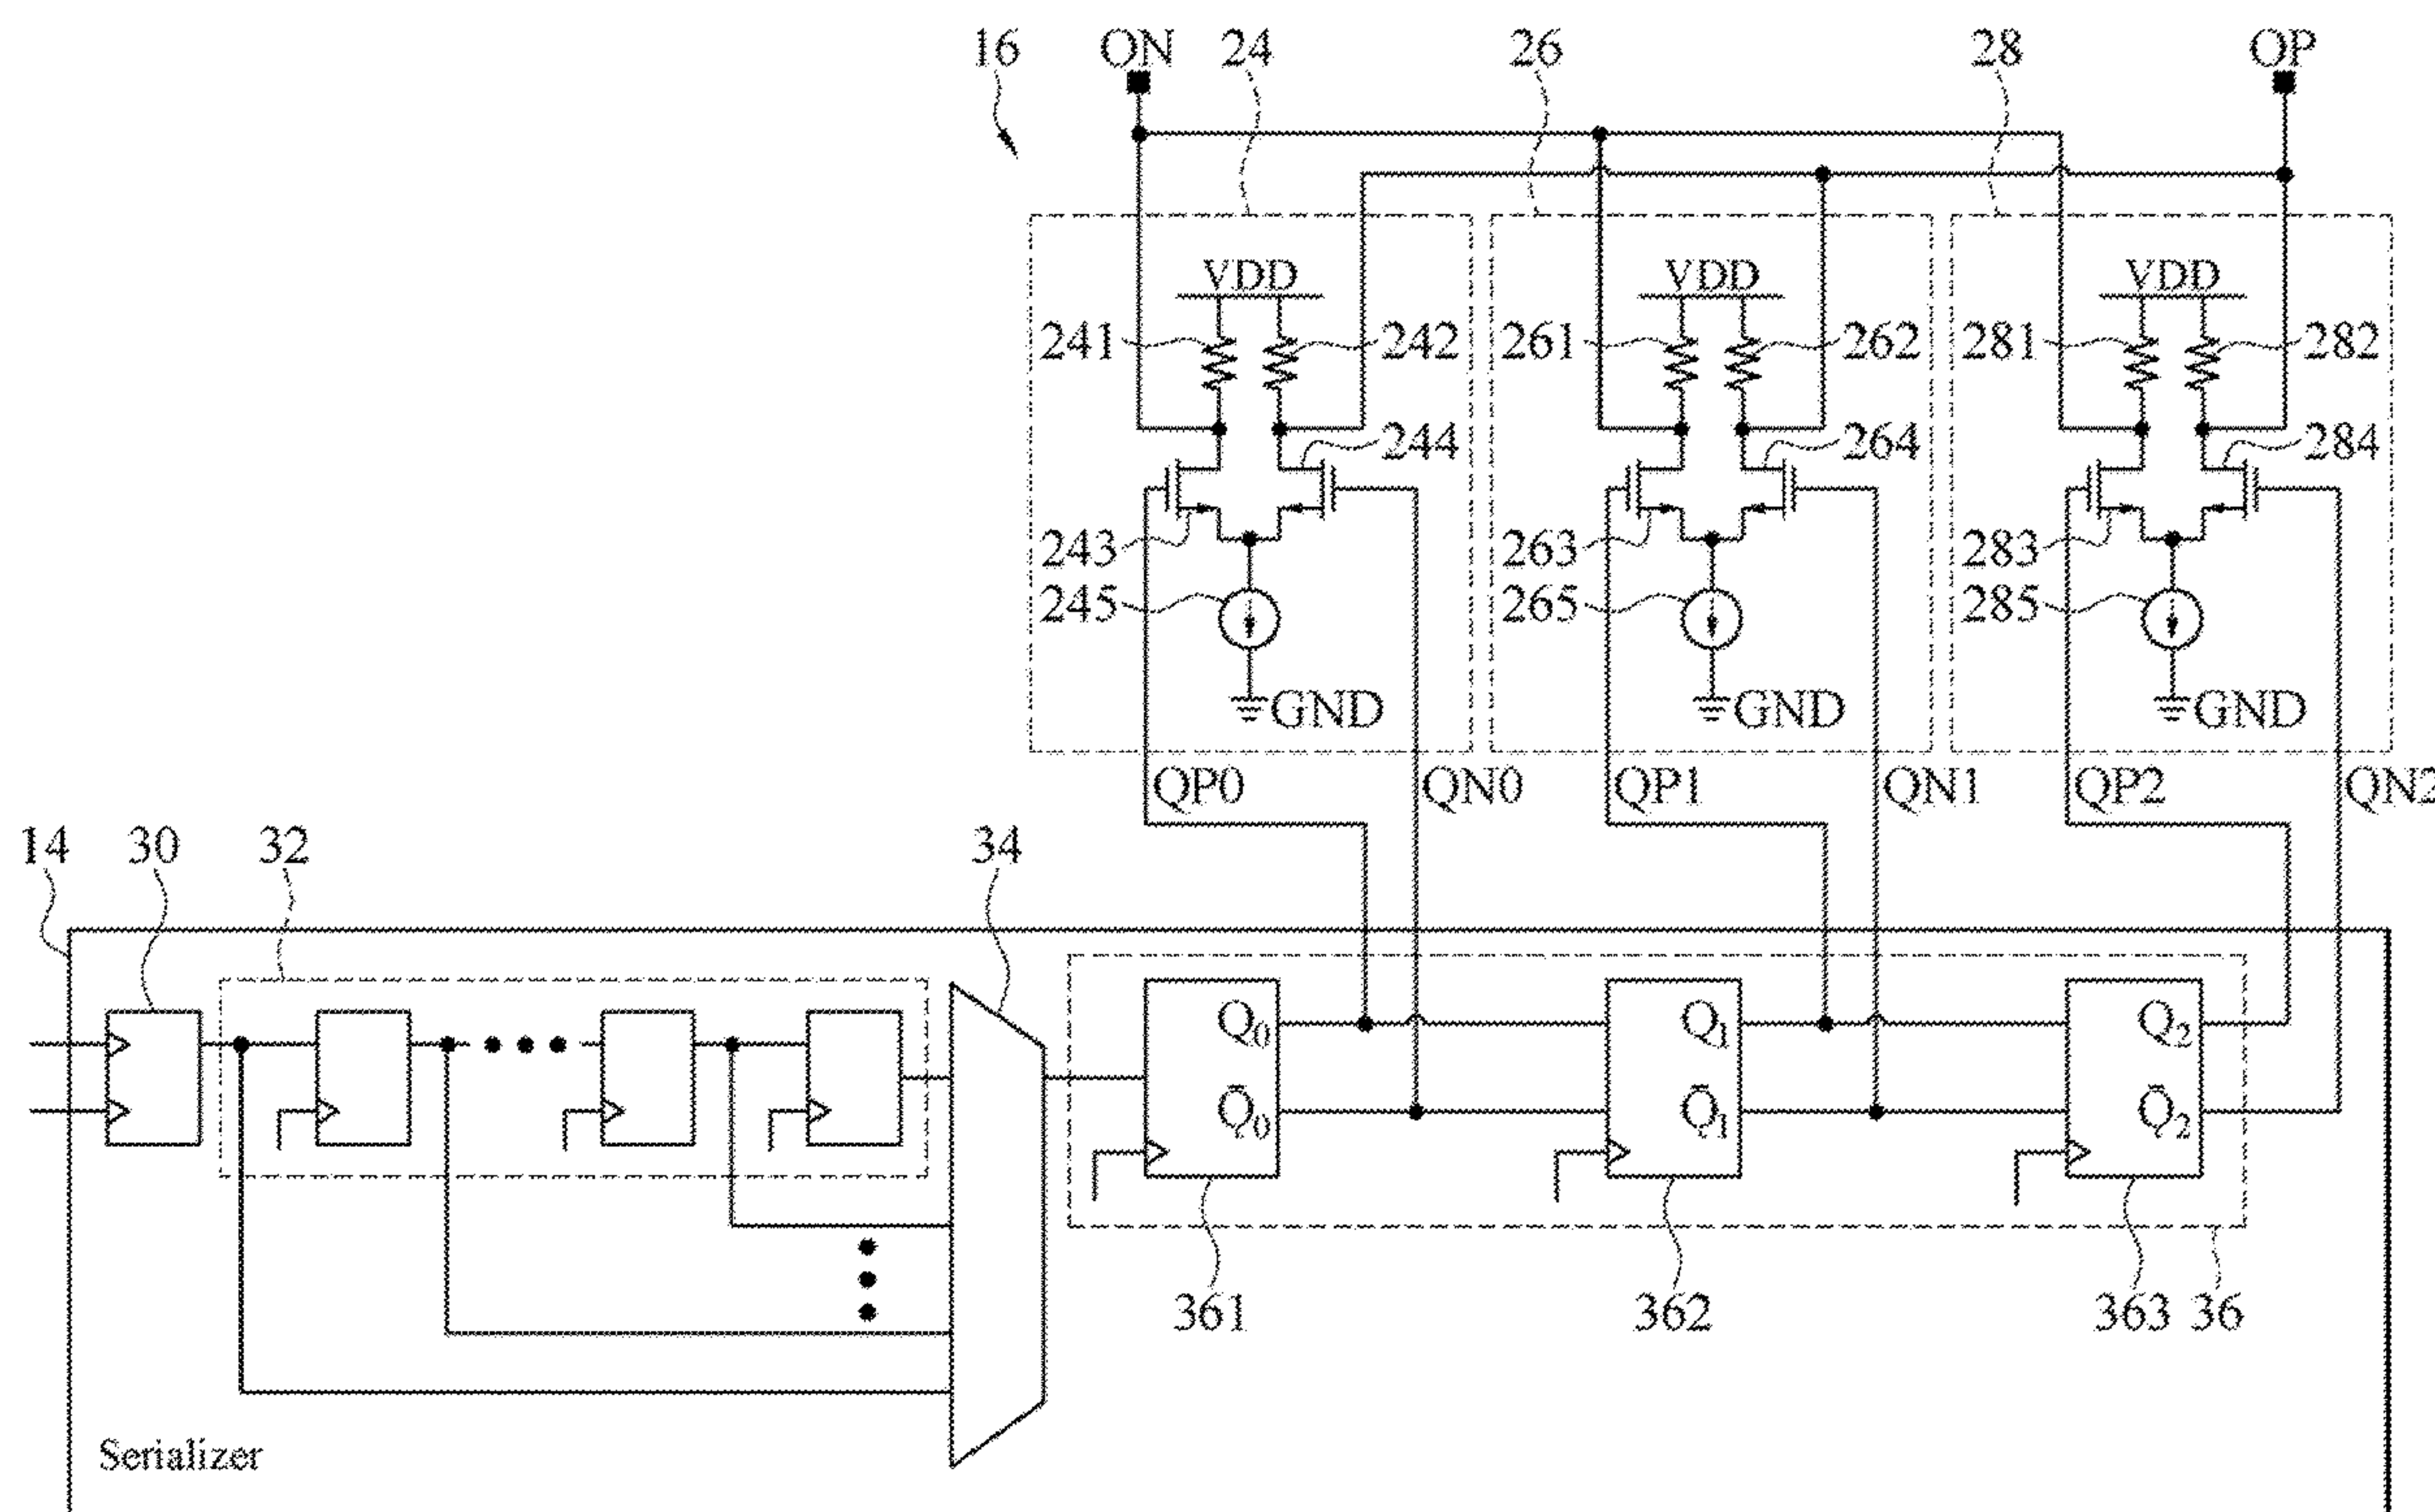 16 ON 24 26 28 OP
VDD VDD VDD
241 242 261 262 281 282
244 264 284
243 263 283
245 265 285
GND GND GND
QP0 QN0 QP1 QN1 QP2 QN2
14 30 32 34
Q0 Q1 Q2
Q̄0 Q̄1 Q̄2
361 362 363 36
Serializer